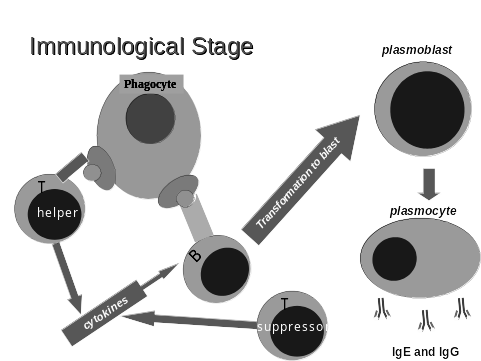 Immunological Stage
plasmoblast
Phagocyte
Transformation to blast
T
helper
plasmocyte
B
cytokines
T
suppressor
IgE and IgG